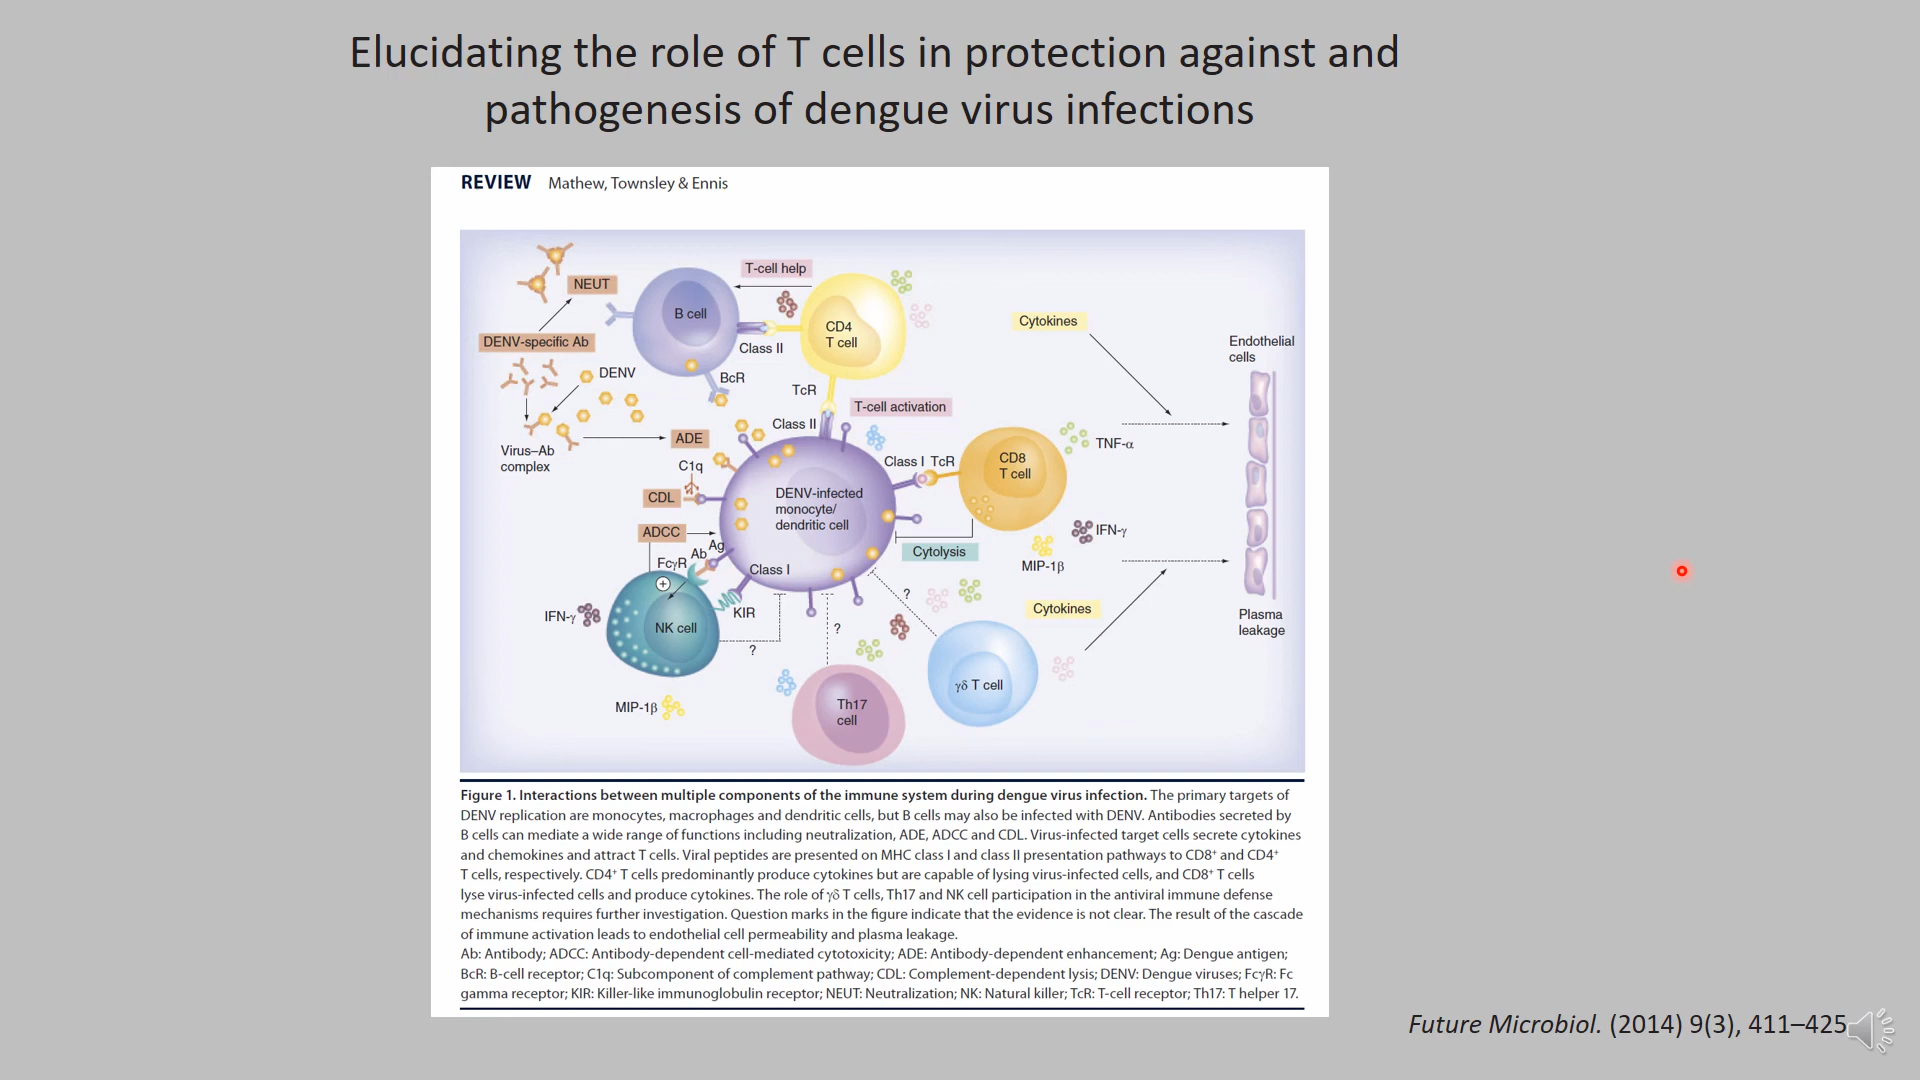 Elucidating the role of T cells in protection against and
pathogenesis of dengue virus infections
REVIEW Mathew, Townsley & Ennis
NEUT
B cell
T-cell help
CD4
T cell
Class II
DENV-specific Ab
DENV
BcR
TcR
Cytokines
Endothelial
cells
Class II
T-cell activation
Virus–Ab
complex
ADE
C1q
CDL
ADCC
Ag
Ab
FcγR
+
Class I
KIR
DENV-infected
monocyte/
dendritic cell
Class I TcR
CD8
T cell
TNF-α
Cytolysis
IFN-γ
MIP-1β
Cytokines
Plasma
leakage
IFN-γ
NK cell
?
MIP-1β
?
Th17
cell
?
γδ T cell
Figure 1. Interactions between multiple components of the immune system during dengue virus infection. The primary targets of
DENV replication are monocytes, macrophages and dendritic cells, but B cells may also be infected with DENV. Antibodies secreted by
B cells can mediate a wide range of functions including neutralization, ADE, ADCC and CDL. Virus-infected target cells secrete cytokines
and chemokines and attract T cells. Viral peptides are presented on MHC class I and class II presentation pathways to CD8⁺ and CD4⁺
T cells, respectively. CD4⁺ T cells predominantly produce cytokines but are capable of lysing virus-infected cells, and CD8⁺ T cells
lyse virus-infected cells and produce cytokines. The role of γδ T cells, Th17 and NK cell participation in the antiviral immune defense
mechanisms requires further investigation. Question marks in the figure indicate that the evidence is not clear. The result of the cascade
of immune activation leads to endothelial cell permeability and plasma leakage.
Ab: Antibody; ADCC: Antibody-dependent cell-mediated cytotoxicity; ADE: Antibody-dependent enhancement; Ag: Dengue antigen;
BcR: B-cell receptor; C1q: Subcomponent of complement pathway; CDL: Complement-dependent lysis; DENV: Dengue viruses; FcγR: Fc
gamma receptor; KIR: Killer-like immunoglobulin receptor; NEUT: Neutralization; NK: Natural killer; TcR: T-cell receptor; Th17: T helper 17.
Future Microbiol. (2014) 9(3), 411–425